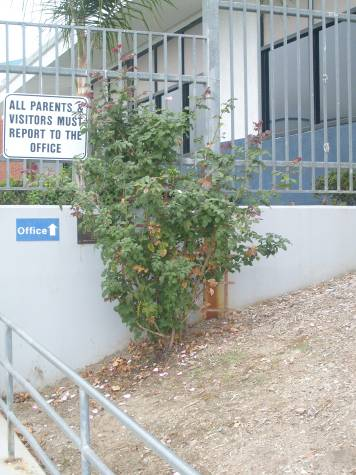 ALL PARENTS &
VISITORS MUST
REPORT TO THE
OFFICE
Office